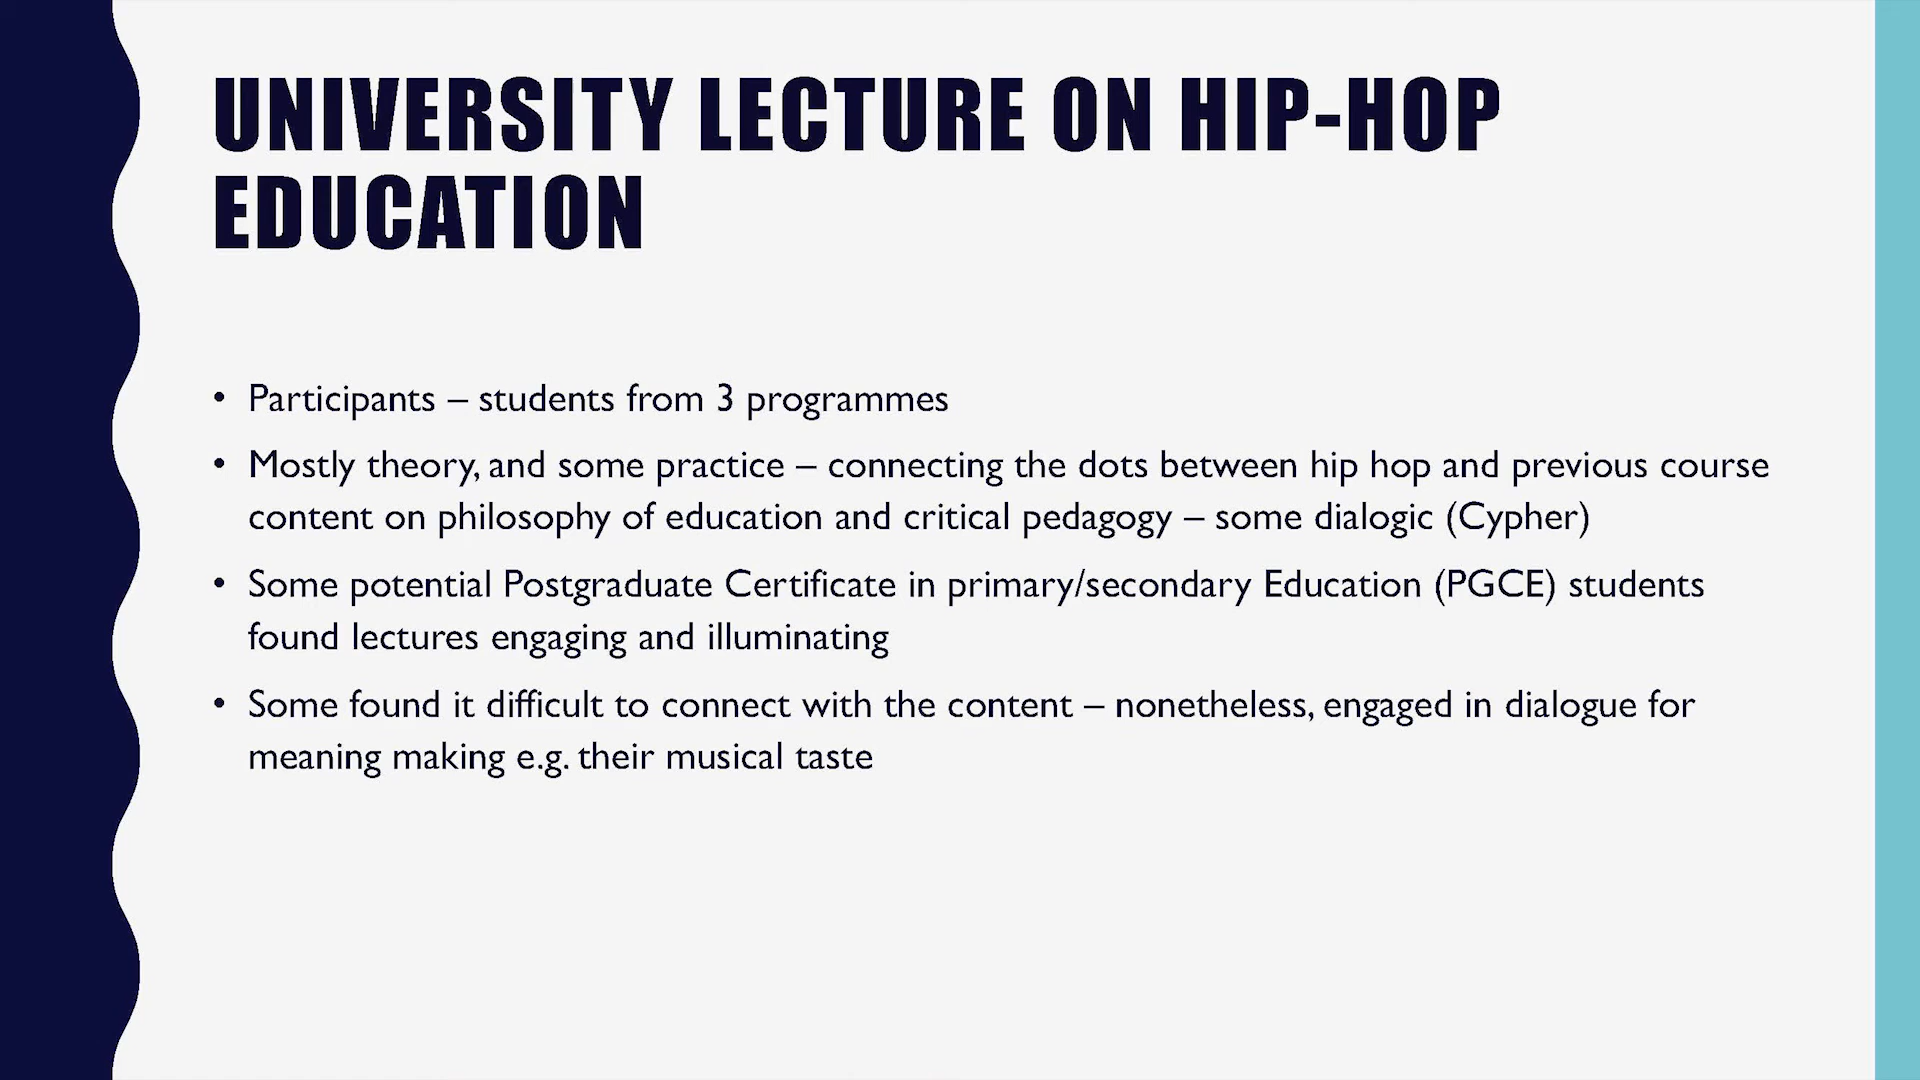 UNIVERSITY LECTURE ON HIP-HOP
EDUCATION
• Participants – students from 3 programmes
• Mostly theory, and some practice – connecting the dots between hip hop and previous course
content on philosophy of education and critical pedagogy – some dialogic (Cypher)
• Some potential Postgraduate Certificate in primary/secondary Education (PGCE) students
found lectures engaging and illuminating
• Some found it difficult to connect with the content – nonetheless, engaged in dialogue for
meaning making e.g. their musical taste